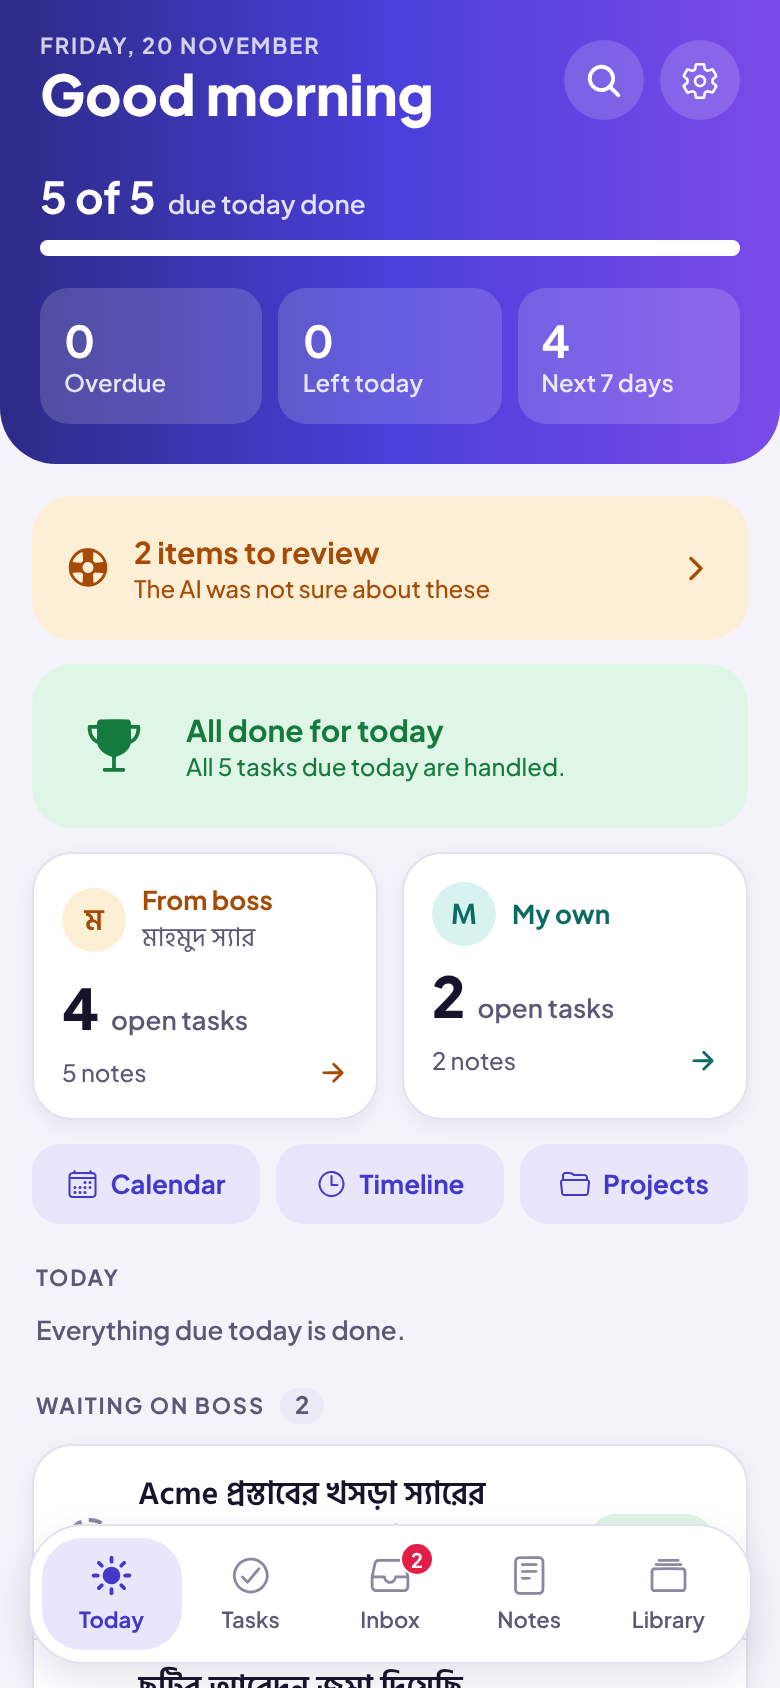 FRIDAY, 20 NOVEMBER
Good morning
5 of 5 due today done
0
Overdue
0
Left today
4
Next 7 days
2 items to review
The AI was not sure about these
All done for today
All 5 tasks due today are handled.
ম
From boss
মাহমুদ স্যার
4 open tasks
5 notes
M
My own
2 open tasks
2 notes
Calendar
Timeline
Projects
TODAY
Everything due today is done.
WAITING ON BOSS 2
Acme প্রস্তাবের খসড়া স্যারের
2
Today
Tasks
Inbox
Notes
Library
ছুটির আবেদন জমা দিয়েছি